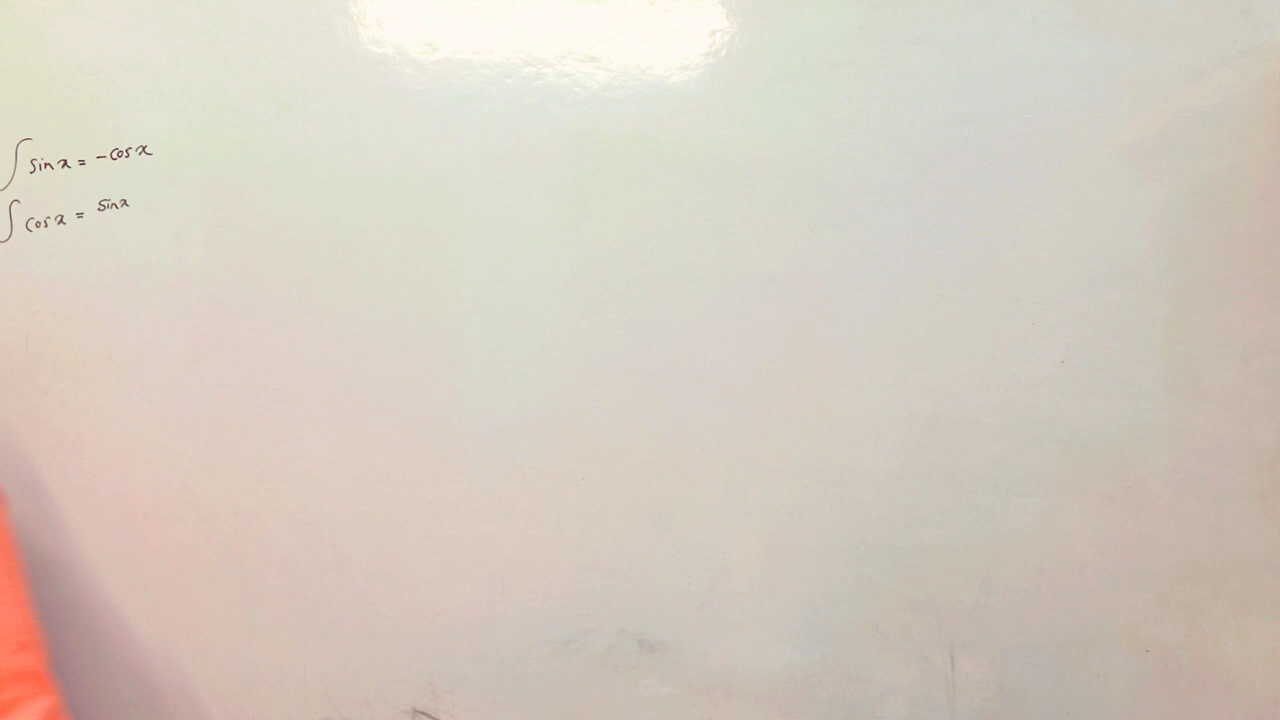 ∫ sin x = -cos x
∫ cos x = sin x